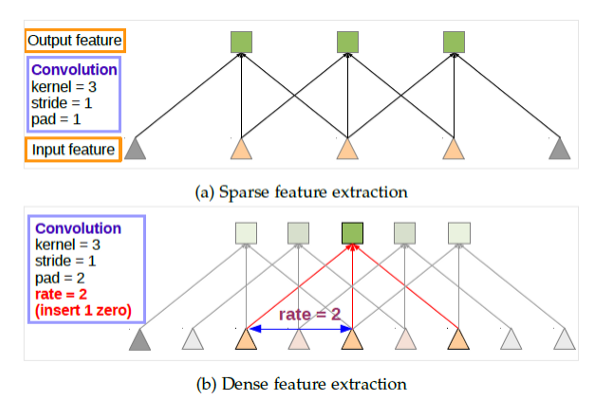 Output feature
Convolution
kernel = 3
stride = 1
pad = 1
Input feature
(a) Sparse feature extraction
Convolution
kernel = 3
stride = 1
pad = 2
rate = 2
(insert 1 zero)
rate = 2
(b) Dense feature extraction